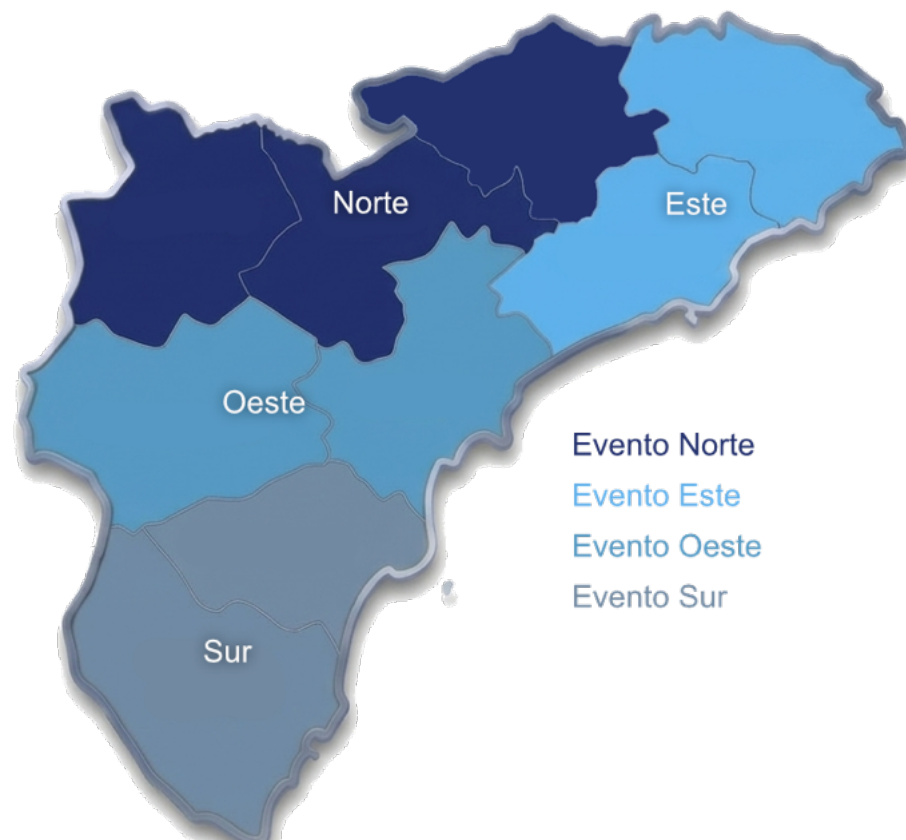 Norte
Este
Oeste
Evento Norte
Evento Este
Evento Oeste
Evento Sur
Sur